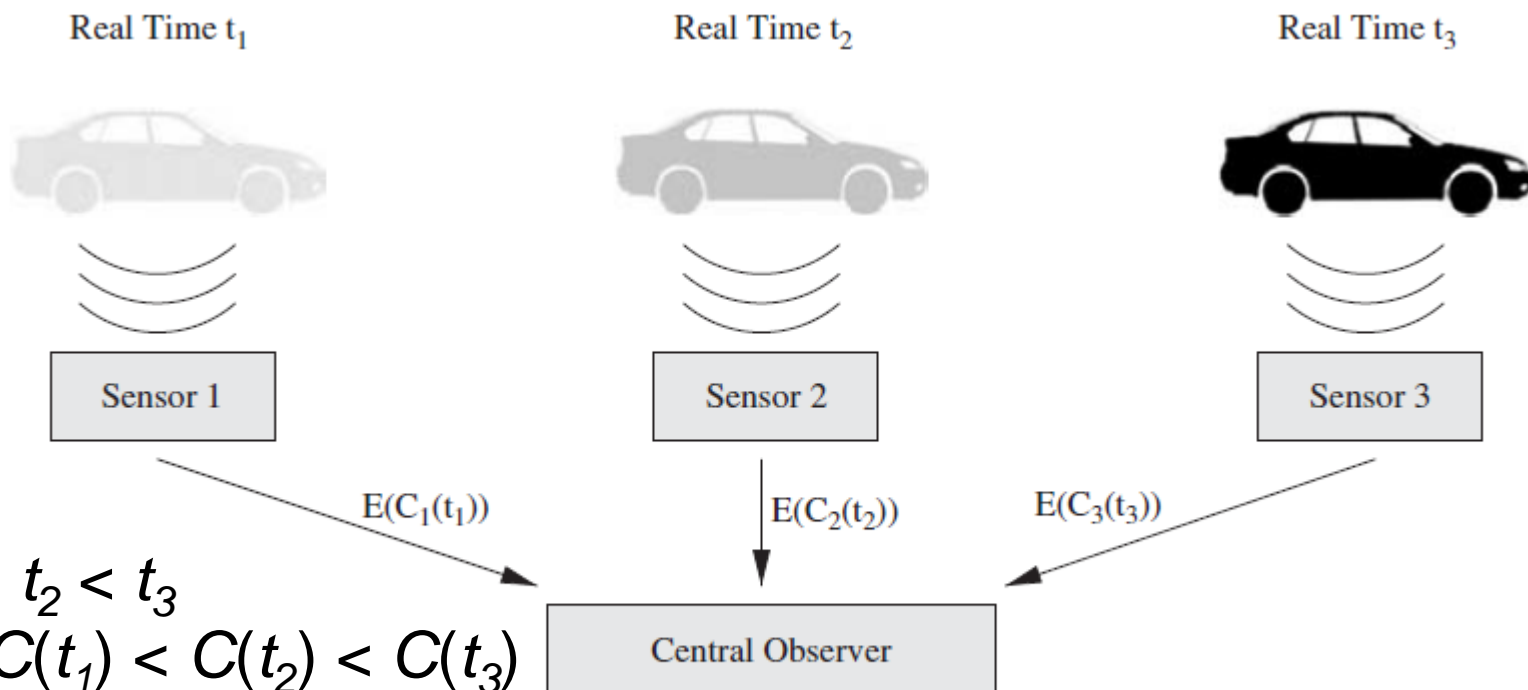 Real Time t₁
Real Time t₂
Real Time t₃
Sensor 1
Sensor 2
Sensor 3
E(C₁(t₁))
E(C₂(t₂))
E(C₃(t₃))
t₂ < t₃
C(t₁) < C(t₂) < C(t₃)
Central Observer